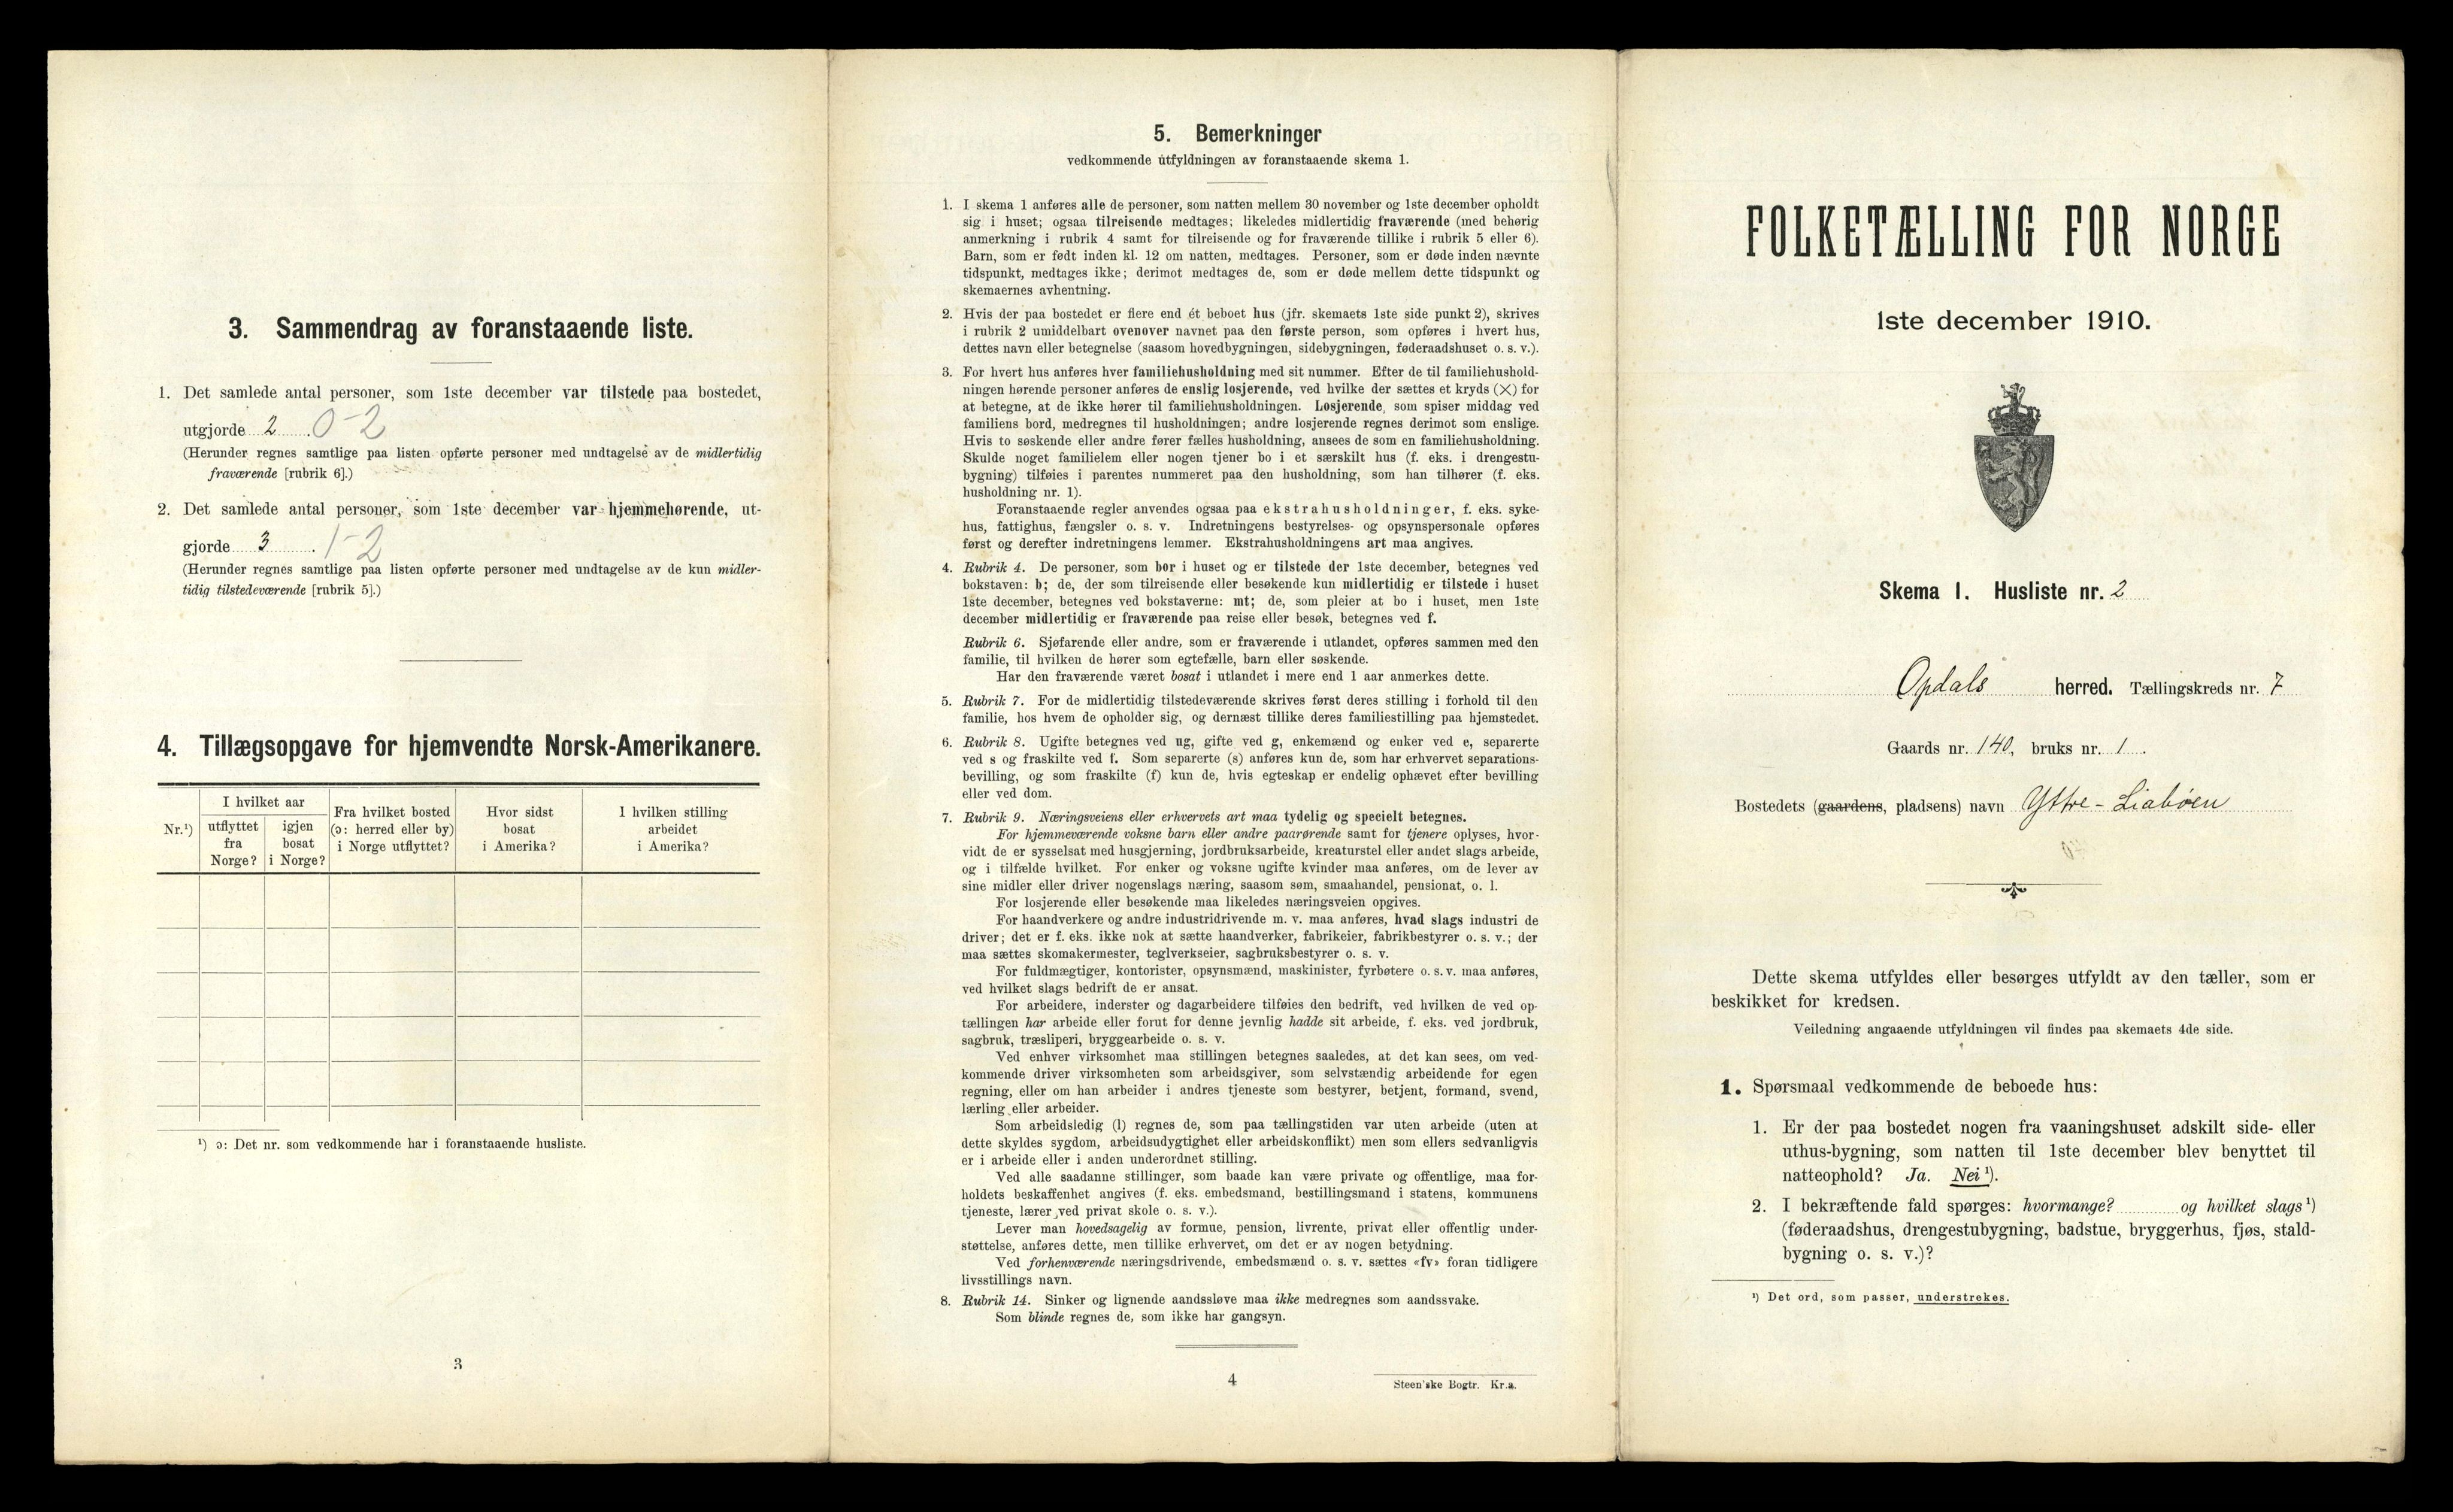 3. Sammendrag av foranstaaende liste.
1. Det samlede antal personer, som 1ste december var tilstede paa bostedet,
utgjorde 2 . 0-2
(Herunder regnes samtlige paa listen opførte personer med undtagelse av de midlertidig
fraværende [rubrik 6].)
2. Det samlede antal personer, som 1ste december var hjemmehørende, ut-
gjorde 3 . 1-2
(Herunder regnes samtlige paa listen opførte personer med undtagelse av de kun midler-
tidig tilstedeværende [rubrik 5].)
4. Tillægsopgave for hjemvendte Norsk-Amerikanere.
Nr.¹)
I hvilket aar
utflyttet
fra
Norge?
igjen
bosat
i Norge?
Fra hvilket bosted
(ɔ: herred eller by)
i Norge utflyttet?
Hvor sidst
bosat
i Amerika?
I hvilken stilling
arbeidet
i Amerika?
¹) ɔ: Det nr. som vedkommende har i foranstaaende husliste.
3
5. Bemerkninger
vedkommende utfyldningen av foranstaaende skema 1.
1. I skema 1 anføres alle de personer, som natten mellem 30 november og 1ste december opholdt
sig i huset; ogsaa tilreisende medtages; likeledes midlertidig fraværende (med behørig
anmerkning i rubrik 4 samt for tilreisende og for fraværende tillike i rubrik 5 eller 6).
Barn, som er født inden kl. 12 om natten, medtages. Personer, som er døde inden nævnte
tidspunkt, medtages ikke; derimot medtages de, som er døde mellem dette tidspunkt og
skemaernes avhentning.
2. Hvis der paa bostedet er flere end ét beboet hus (jfr. skemaets 1ste side punkt 2), skrives
i rubrik 2 umiddelbart ovenover navnet paa den første person, som opføres i hvert hus,
dettes navn eller betegnelse (saasom hovedbygningen, sidebygningen, føderaadshuset o. s. v.).
3. For hvert hus anføres hver familiehusholdning med sit nummer. Efter de til familiehushold-
ningen hørende personer anføres de enslig losjerende, ved hvilke der sættes et kryds (×) for
at betegne, at de ikke hører til familiehusholdningen. Losjerende, som spiser middag ved
familiens bord, medregnes til husholdningen; andre losjerende regnes derimot som enslige.
Hvis to søskende eller andre fører fælles husholdning, ansees de som en familiehusholdning.
Skulde noget familielem eller nogen tjener bo i et særskilt hus (f. eks. i drengestu-
bygning) tilføies i parentes nummeret paa den husholdning, som han tilhører (f. eks.
husholdning nr. 1).
Foranstaaende regler anvendes ogsaa paa ekstrahusholdninger, f. eks. syke-
hus, fattighus, fængsler o. s. v. Indretningens bestyrelses- og opsynspersonale opføres
først og derefter indretningens lemmer. Ekstrahusholdningens art maa angives.
4. Rubrik 4. De personer, som bor i huset og er tilstede der 1ste december, betegnes ved
bokstaven: b; de, der som tilreisende eller besøkende kun midlertidig er tilstede i huset
1ste december, betegnes ved bokstaverne: mt; de, som pleier at bo i huset, men 1ste
december midlertidig er fraværende paa reise eller besøk, betegnes ved f.
Rubrik 6. Sjøfarende eller andre, som er fraværende i utlandet, opføres sammen med den
familie, til hvilken de hører som egtefælle, barn eller søskende.
Har den fraværende været bosat i utlandet i mere end 1 aar anmerkes dette.
5. Rubrik 7. For de midlertidig tilstedeværende skrives først deres stilling i forhold til den
familie, hos hvem de opholder sig, og dernæst tillike deres familiestilling paa hjemstedet.
6. Rubrik 8. Ugifte betegnes ved ug, gifte ved g, enkemænd og enker ved e, separerte
ved s og fraskilte ved f. Som separerte (s) anføres kun de, som har erhvervet separations-
bevilling, og som fraskilte (f) kun de, hvis egteskap er endelig ophævet efter bevilling
eller ved dom.
7. Rubrik 9. Næringsveiens eller erhvervets art maa tydelig og specielt betegnes.
For hjemmeværende voksne barn eller andre paarørende samt for tjenere oplyses, hvor-
vidt de er sysselsat med husgjerning, jordbruksarbeide, kreaturstel eller andet slags arbeide,
og i tilfælde hvilket. For enker og voksne ugifte kvinder maa anføres, om de lever av
sine midler eller driver nogenslags næring, saasom søm, smaahandel, pensionat, o. l.
For losjerende eller besøkende maa likeledes næringsveien opgives.
For haandverkere og andre industridrivende m. v. maa anføres, hvad slags industri de
driver; det er f. eks. ikke nok at sætte haandverker, fabrikeier, fabrikbestyrer o. s. v.; der
maa sættes skomakermester, teglverkseier, sagbruksbestyrer o. s. v.
For fuldmægtiger, kontorister, opsynsmænd, maskinister, fyrbøtere o. s. v. maa anføres,
ved hvilket slags bedrift de er ansat.
For arbeidere, inderster og dagarbeidere tilføies den bedrift, ved hvilken de ved op-
tællingen har arbeide eller forut for denne jevnlig hadde sit arbeide, f. eks. ved jordbruk,
sagbruk, træsliperi, bryggearbeide o. s. v.
Ved enhver virksomhet maa stillingen betegnes saaledes, at det kan sees, om ved-
kommende driver virksomheten som arbeidsgiver, som selvstændig arbeidende for egen
regning, eller om han arbeider i andres tjeneste som bestyrer, betjent, formand, svend,
lærling eller arbeider.
Som arbeidsledig (l) regnes de, som paa tællingstiden var uten arbeide (uten at
dette skyldes sygdom, arbeidsudygtighet eller arbeidskonflikt) men som ellers sedvanligvis
er i arbeide eller i anden underordnet stilling.
Ved alle saadanne stillinger, som baade kan være private og offentlige, maa for-
holdets beskaffenhet angives (f. eks. embedsmand, bestillingsmand i statens, kommunens
tjeneste, lærer ved privat skole o. s. v.).
Lever man hovedsagelig av formue, pension, livrente, privat eller offentlig under-
støttelse, anføres dette, men tillike erhvervet, om det er av nogen betydning.
Ved forhenværende næringsdrivende, embedsmænd o. s. v. sættes «fv» foran tidligere
livsstillings navn.
8. Rubrik 14. Sinker og lignende aandssløve maa ikke medregnes som aandssvake.
Som blinde regnes de, som ikke har gangsyn.
4
Steen'ske Bogtr. Kr.a.
FOLKETÆLLING FOR NORGE
1ste december 1910.
Skema 1. Husliste nr. 2
Opdals herred. Tællingskreds nr. 7
Gaards nr. 140, bruks nr. 1 .
Bostedets (gaardens, pladsens) navn Yttre-Liabøen
Dette skema utfyldes eller besørges utfyldt av den tæller, som er
beskikket for kredsen.
Veiledning angaaende utfyldningen vil findes paa skemaets 4de side.
1. Spørsmaal vedkommende de beboede hus:
1. Er der paa bostedet nogen fra vaaningshuset adskilt side- eller
uthus-bygning, som natten til 1ste december blev benyttet til
natteophold? Ja. Nei¹).
2. I bekræftende fald spørges: hvormange? og hvilket slags¹)
(føderaadshus, drengestubygning, badstue, bryggerhus, fjøs, stald-
bygning o. s. v.)?
¹) Det ord, som passer, understrekes.